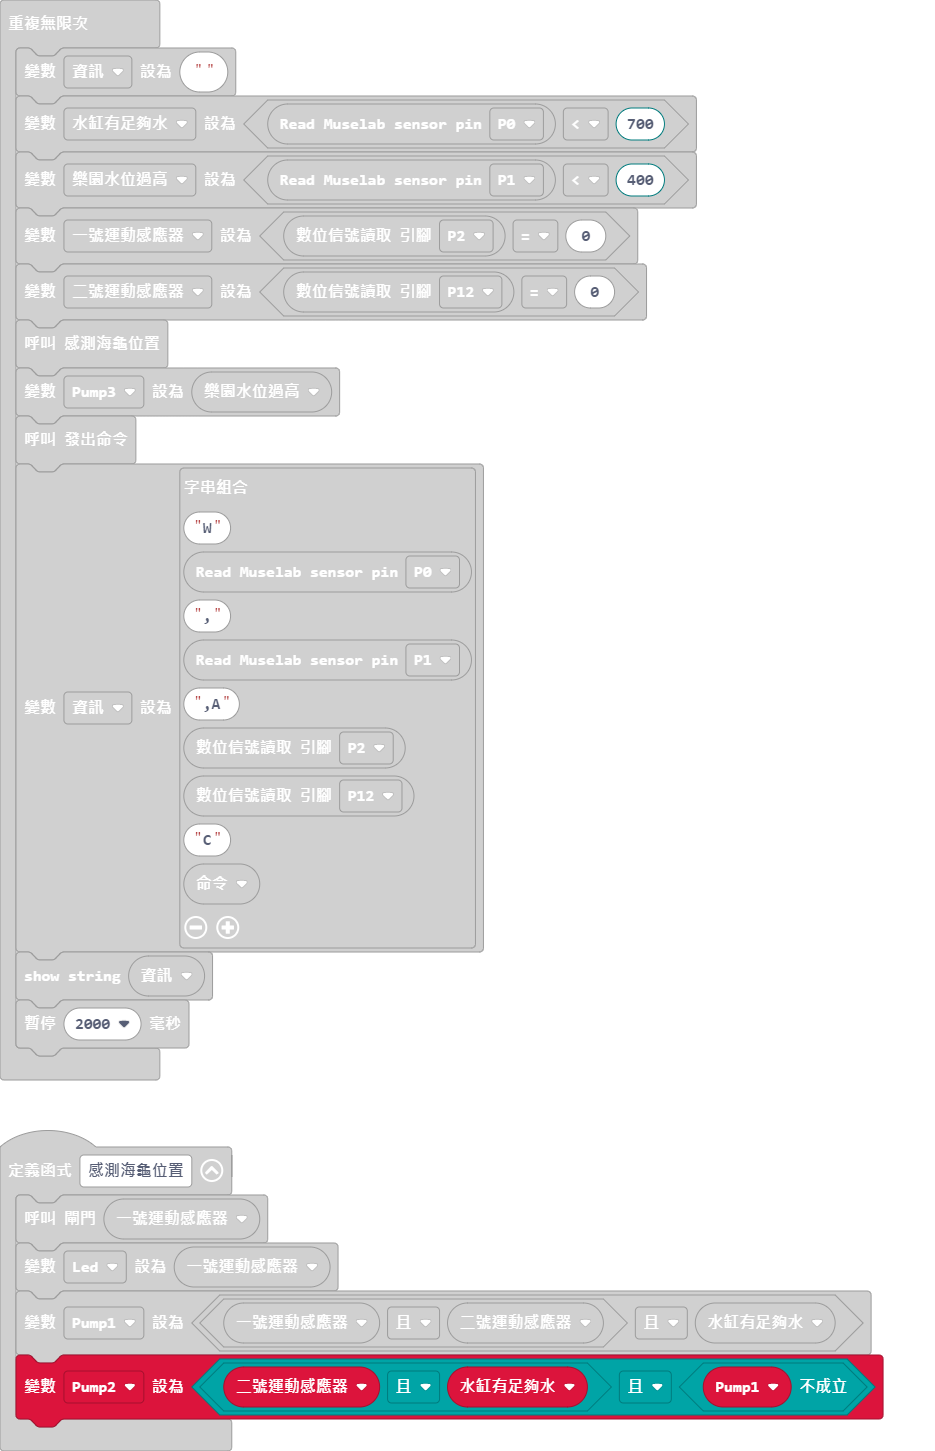 重複無限次
變數 資訊 設為 " "
變數 水缸有足夠水 設為 Read Muselab sensor pin P0 < 700
變數 樂園水位過高 設為 Read Muselab sensor pin P1 < 400
變數 一號運動感應器 設為 數位信號讀取 引腳 P2 = 0
變數 二號運動感應器 設為 數位信號讀取 引腳 P12 = 0
呼叫 感測海龜位置
變數 Pump3 設為 樂園水位過高
呼叫 發出命令
字串組合
"W"
Read Muselab sensor pin P0
","
Read Muselab sensor pin P1
變數 資訊 設為
",A"
數位信號讀取 引腳 P2
數位信號讀取 引腳 P12
"C"
命令
show string 資訊
暫停 2000 毫秒
定義函式 感測海龜位置
呼叫 閘門 一號運動感應器
變數 Led 設為 一號運動感應器
變數 Pump1 設為 一號運動感應器 且 二號運動感應器 且 水缸有足夠水
變數 Pump2 設為 二號運動感應器 且 水缸有足夠水 且 Pump1 不成立